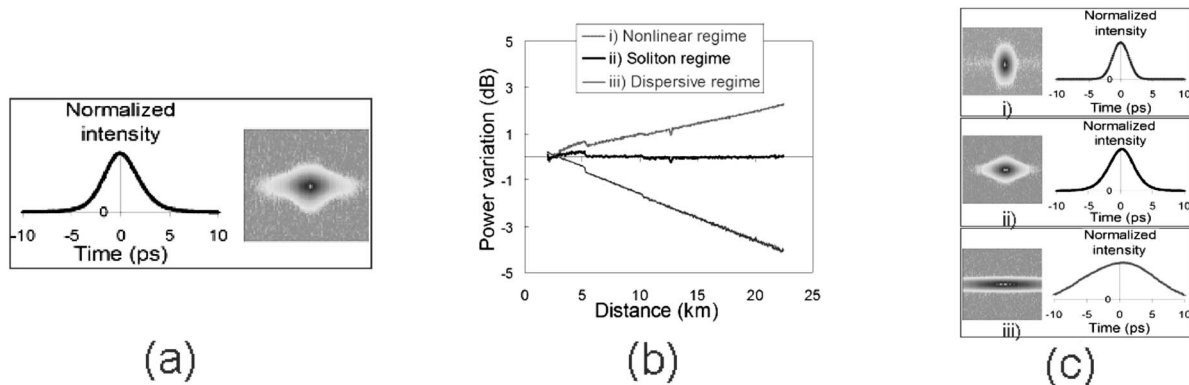 Normalized
intensity
0
-10 -5 0 5 10
Time (ps)
(a)
5
3
1
-1
-3
-5
Power variation (dB)
i) Nonlinear regime
ii) Soliton regime
iii) Dispersive regime
0 5 10 15 20 25
Distance (km)
(b)
Normalized
intensity
0
-10 -5 0 5 10
Time (ps)
i)
Normalized
intensity
0
-10 -5 0 5 10
Time (ps)
ii)
Normalized
intensity
0
-10 -5 0 5 10
Time (ps)
iii)
(c)